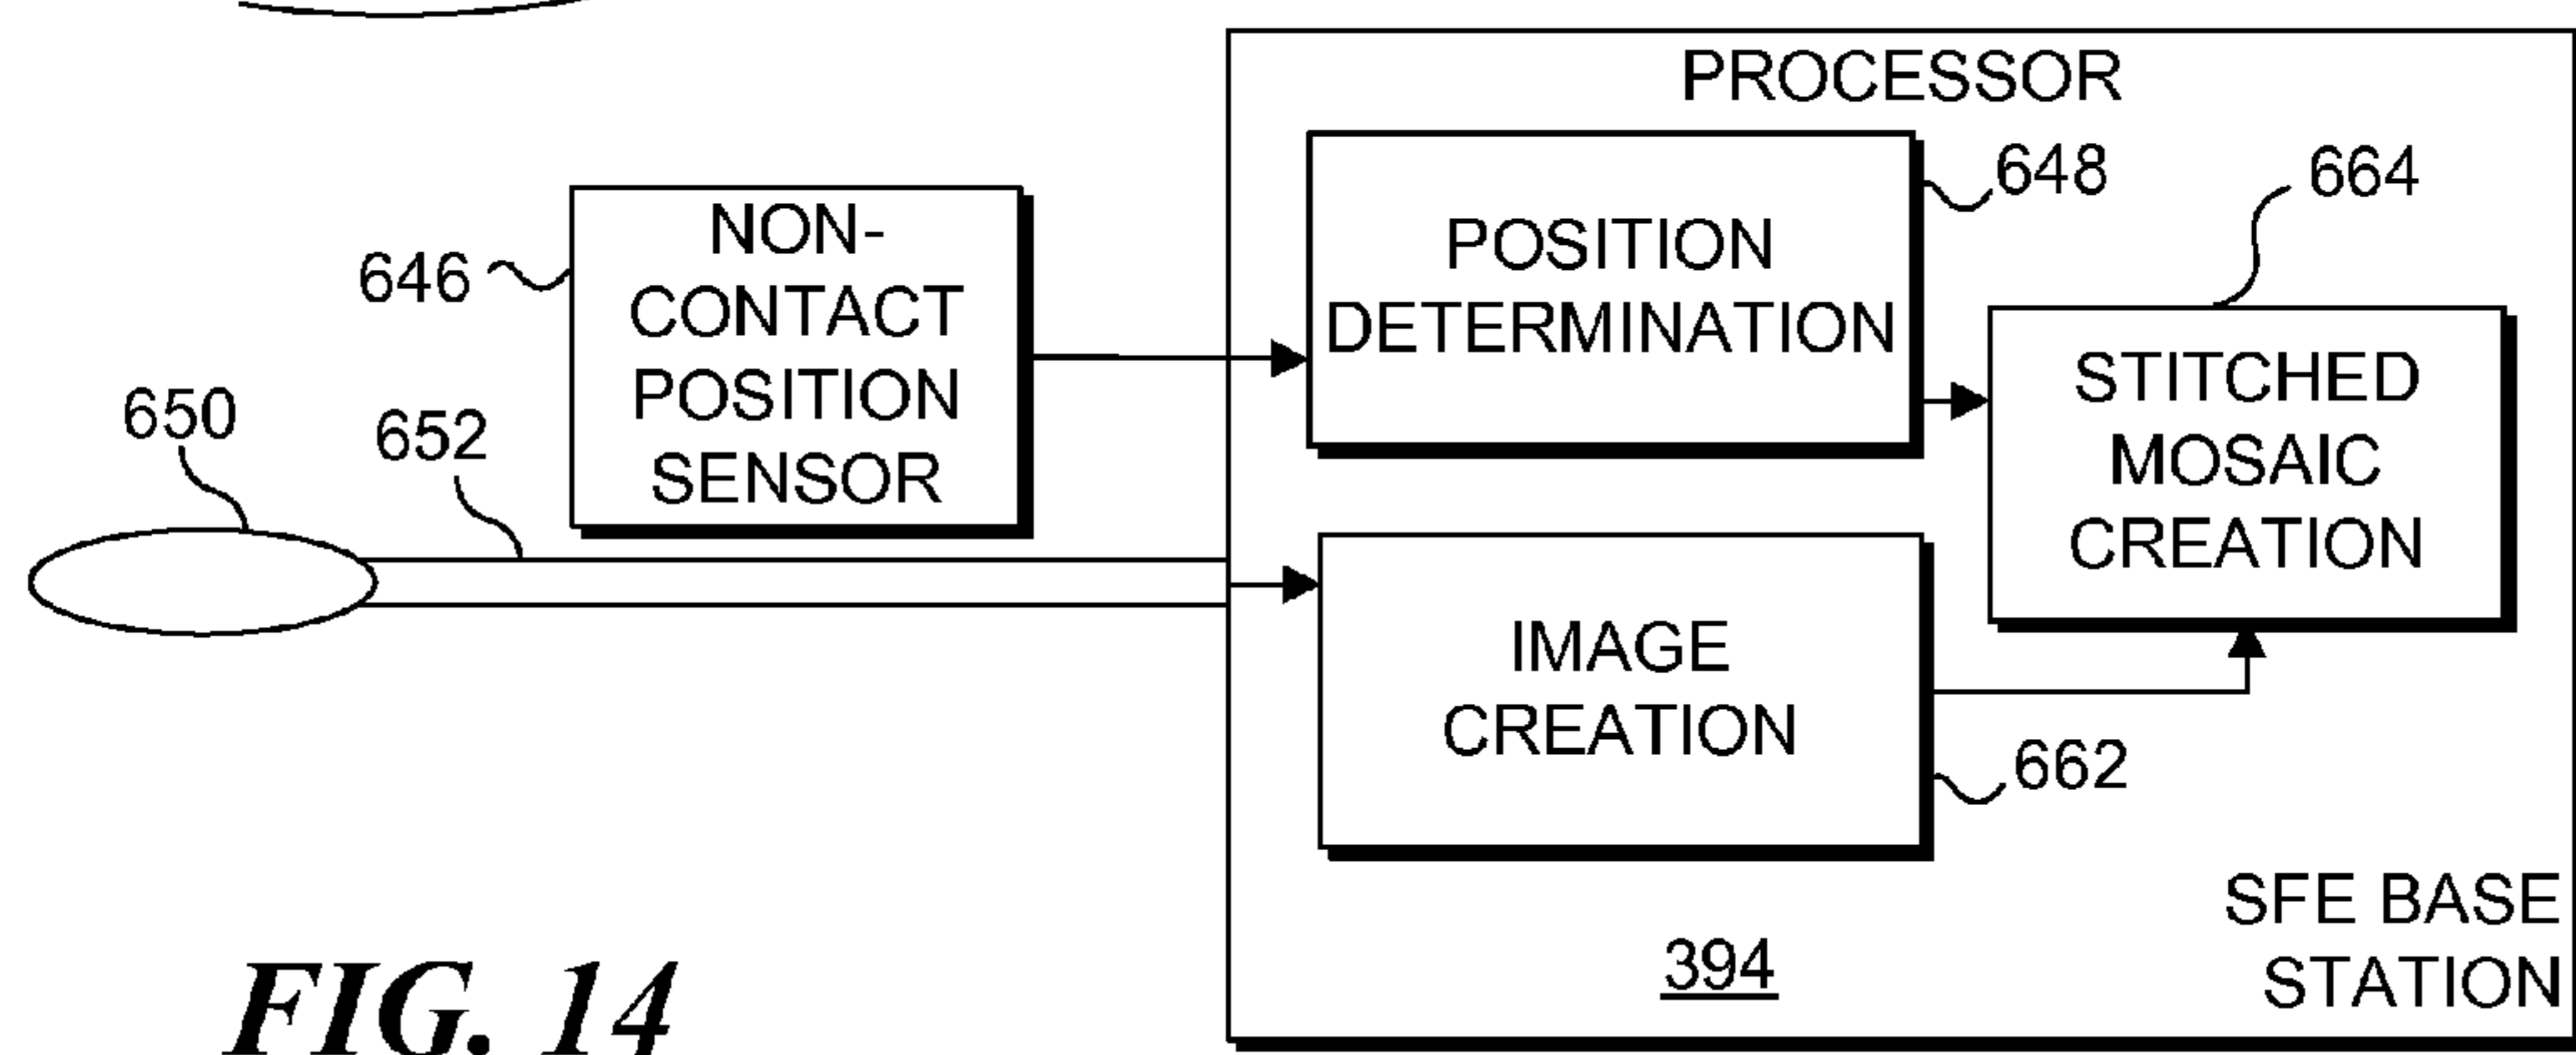 PROCESSOR
648
664
NON-
CONTACT
POSITION
SENSOR
646
POSITION
DETERMINATION
STITCHED
MOSAIC
CREATION
650
652
IMAGE
CREATION
662
SFE BASE
STATION
394
FIG. 14